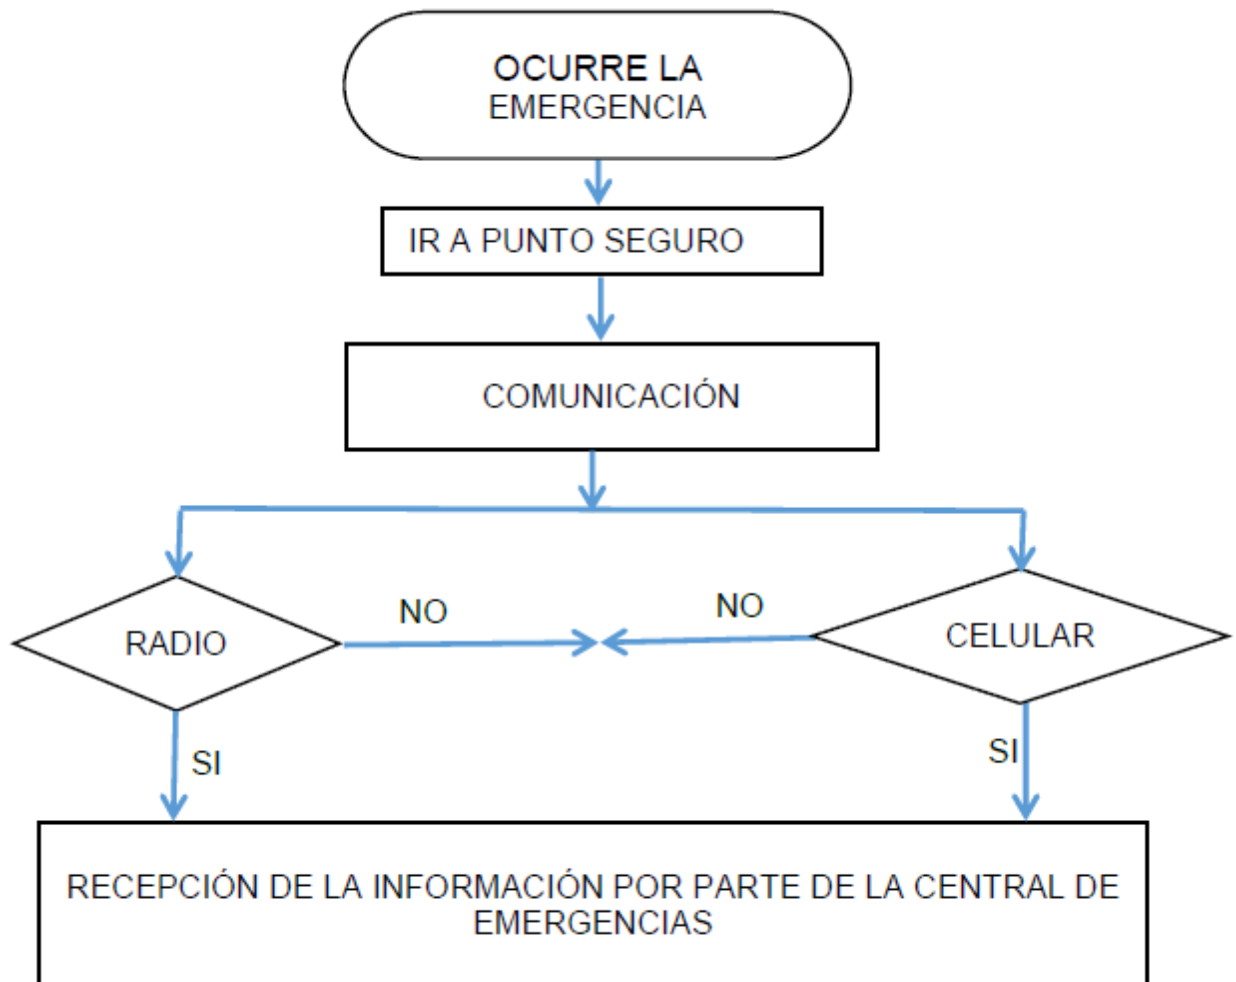 OCURRE LA
EMERGENCIA
IR A PUNTO SEGURO
COMUNICACIÓN
RADIO
NO
NO
CELULAR
SI
SI
RECEPCIÓN DE LA INFORMACIÓN POR PARTE DE LA CENTRAL DE
EMERGENCIAS